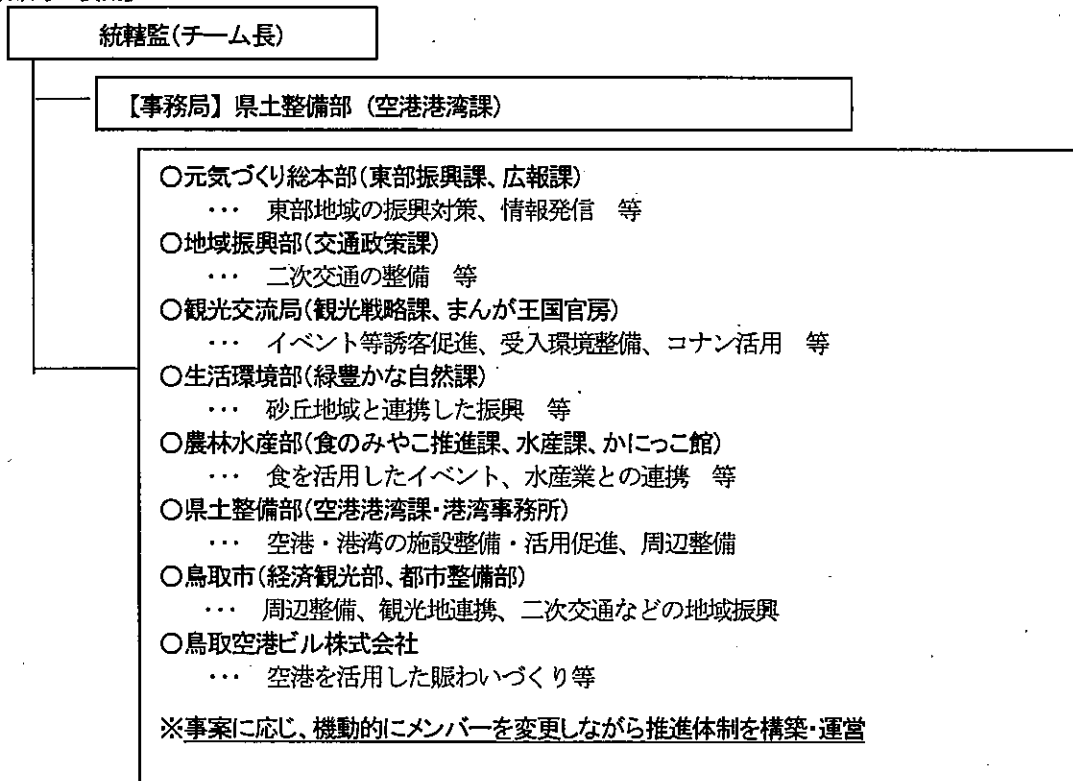 統轄監(チーム長)
【事務局】県土整備部（空港港湾課）
○元気づくり総本部(東部振興課、広報課)
･･･　東部地域の振興対策、情報発信　等
○地域振興部(交通政策課)
･･･　二次交通の整備　等
○観光交流局(観光戦略課、まんが王国官房)
･･･　イベント等誘客促進、受入環境整備、コナン活用　等
○生活環境部(緑豊かな自然課)
･･･　砂丘地域と連携した振興　等
○農林水産部(食のみやこ推進課、水産課、かにっこ館)
･･･　食を活用したイベント、水産業との連携　等
○県土整備部(空港港湾課・港湾事務所)
･･･　空港・港湾の施設整備・活用促進、周辺整備
○鳥取市(経済観光部、都市整備部)
･･･　周辺整備、観光地連携、二次交通などの地域振興
○鳥取空港ビル株式会社
･･･　空港を活用した賑わいづくり等
※事案に応じ、機動的にメンバーを変更しながら推進体制を構築・運営